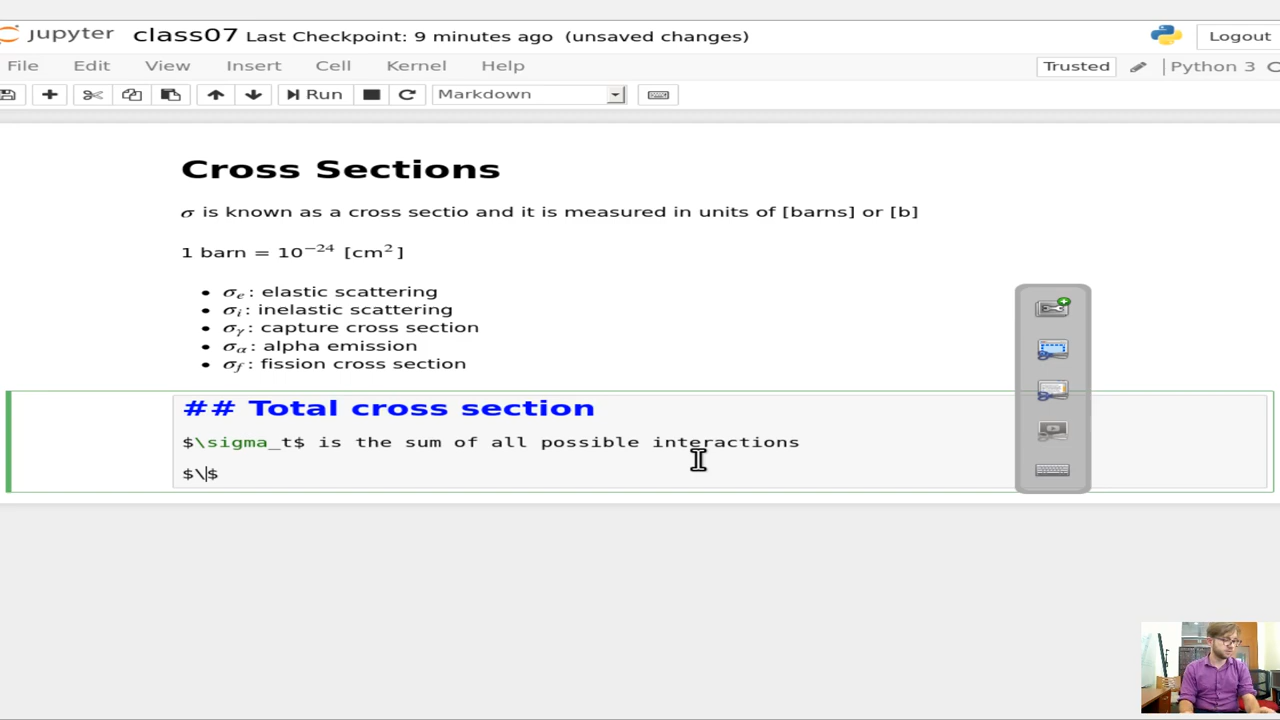 jupyter class07 Last Checkpoint: 9 minutes ago (unsaved changes) Logout
File Edit View Insert Cell Kernel Help Trusted Python 3
Run Markdown
Cross Sections
σ is known as a cross sectio and it is measured in units of [barns] or [b]
1 barn = 10⁻²⁴ [cm²]
• σₑ: elastic scattering
• σᵢ: inelastic scattering
• σᵧ: capture cross section
• σ_α: alpha emission
• σ_f: fission cross section
## Total cross section
$\sigma_t$ is the sum of all possible interactions
$\$